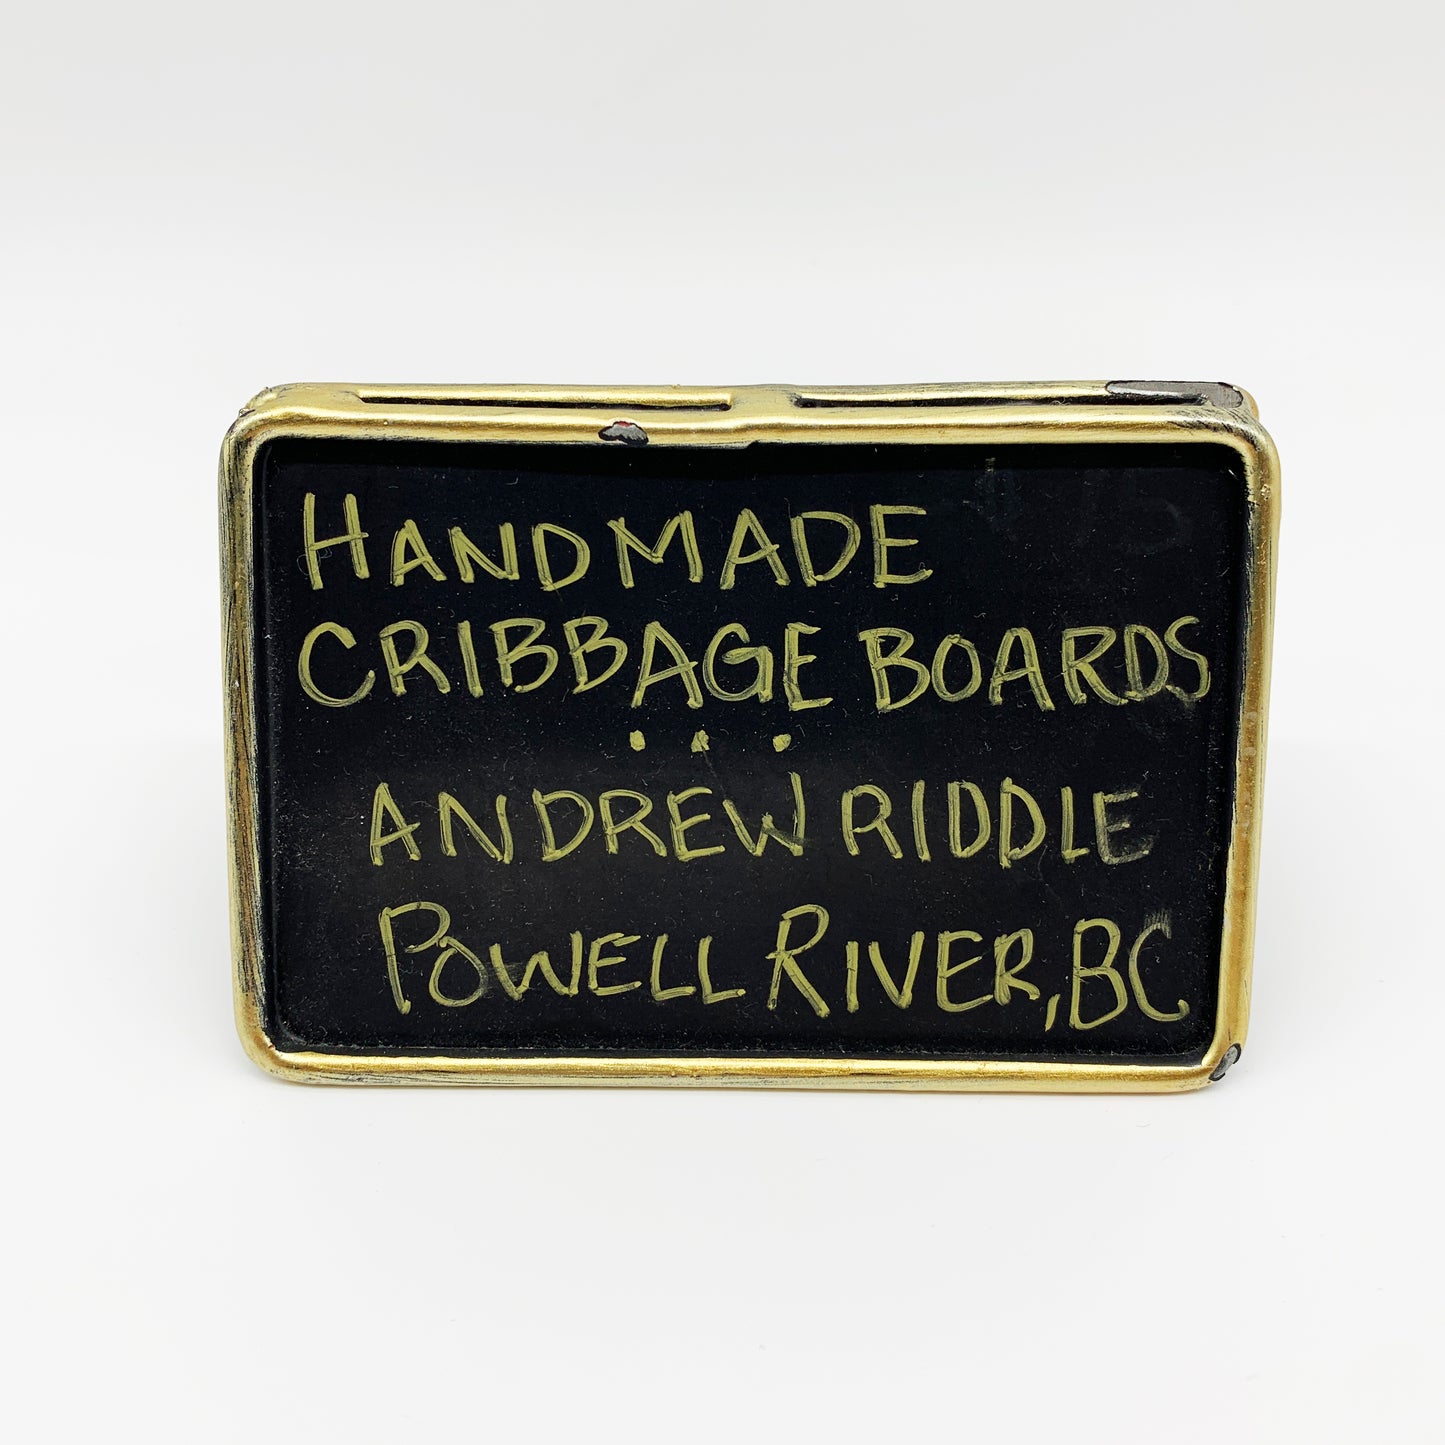 HANDMADE
CRIBBAGE BOARDS
...
ANDREW RIDDLE
POWELL RIVER, BC